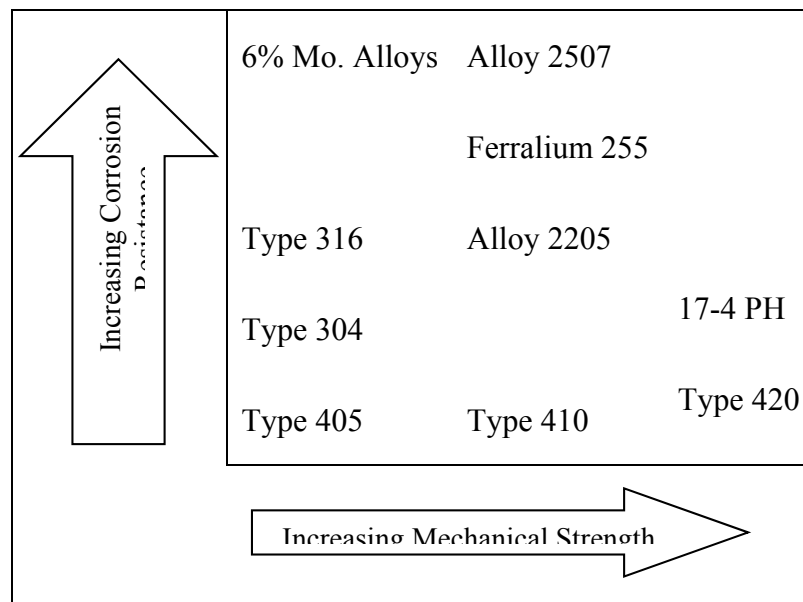 6% Mo. Alloys Alloy 2507
Ferralium 255
Type 316 Alloy 2205
17-4 PH
Type 304
Type 420
Type 405 Type 410
Increasing Corrosion
Resistance
Increasing Mechanical Strength